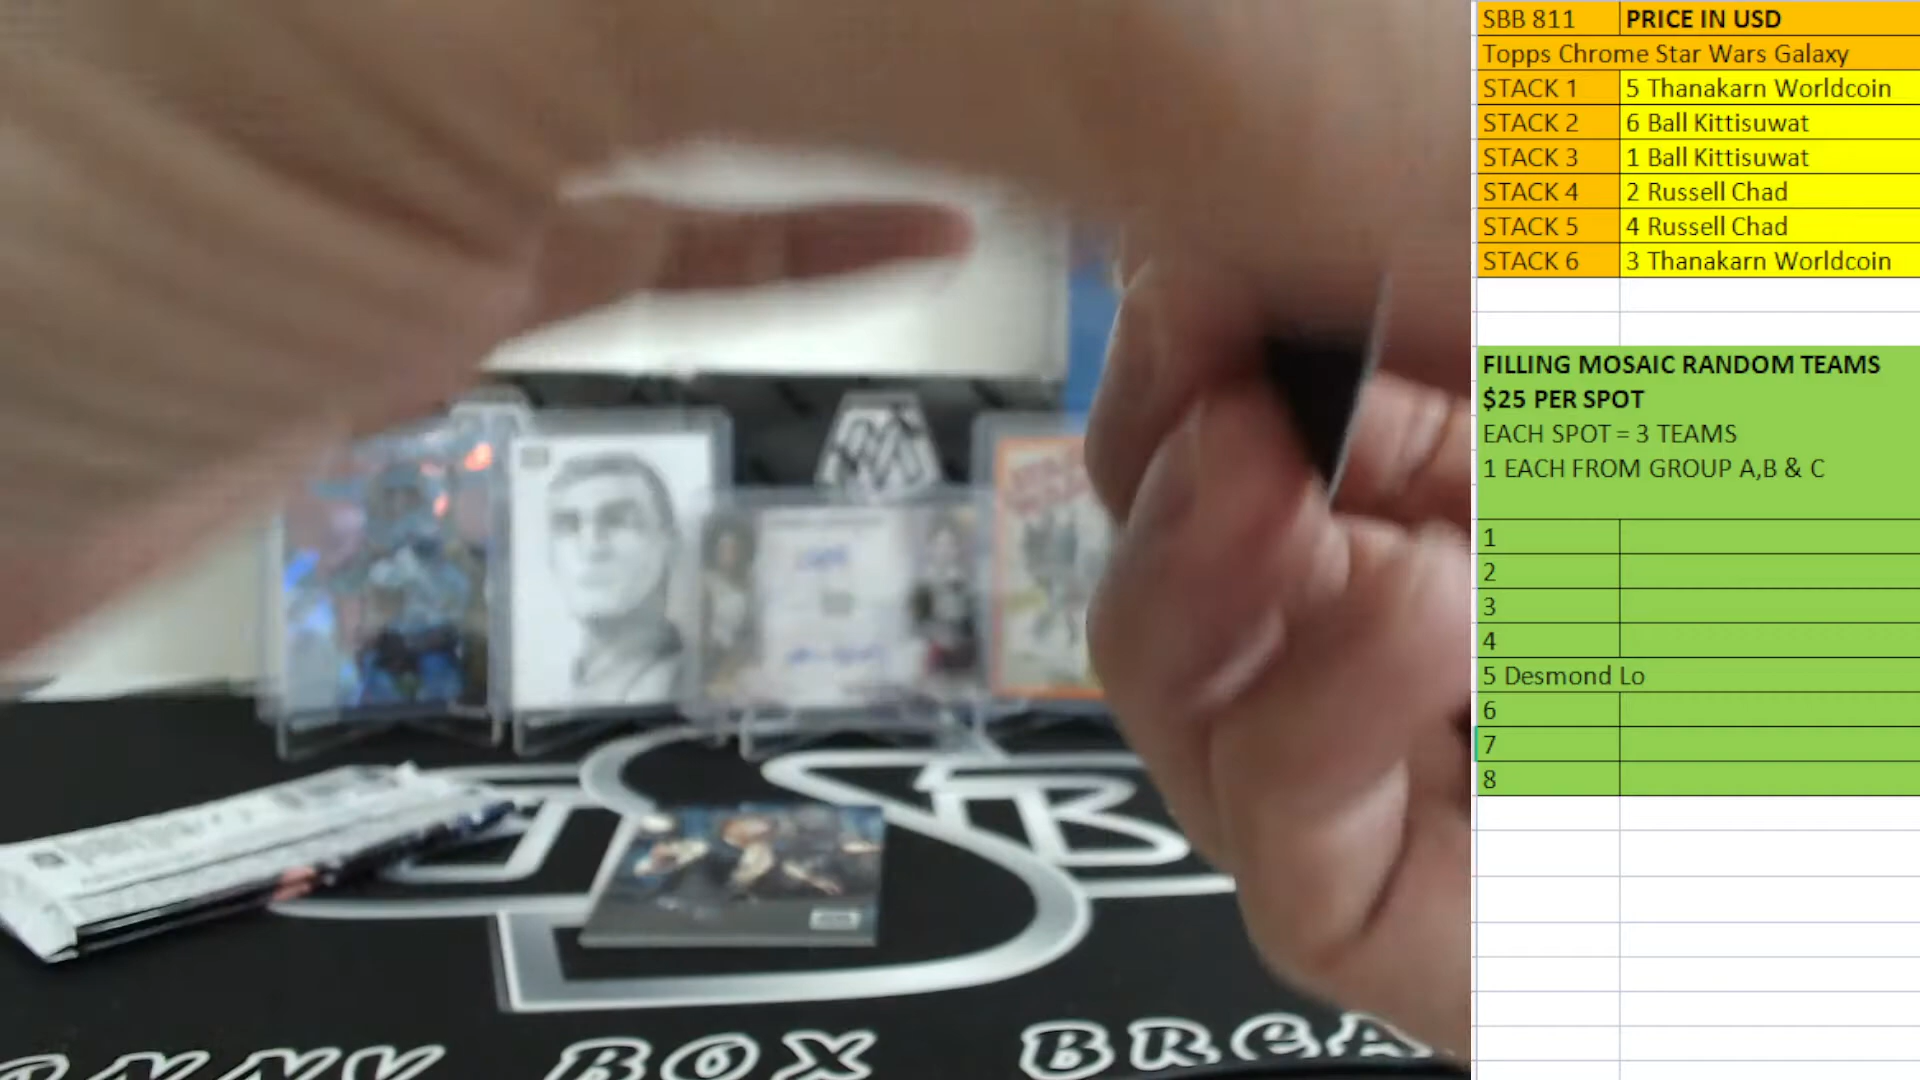 SBB 811 PRICE IN USD
Topps Chrome Star Wars Galaxy
STACK 1 5 Thanakarn Worldcoin
STACK 2 6 Ball Kittisuwat
STACK 3 1 Ball Kittisuwat
STACK 4 2 Russell Chad
STACK 5 4 Russell Chad
STACK 6 3 Thanakarn Worldcoin
FILLING MOSAIC RANDOM TEAMS
$25 PER SPOT
EACH SPOT = 3 TEAMS
1 EACH FROM GROUP A,B & C
1
2
3
4
5 Desmond Lo
6
7
8
SB
BOX